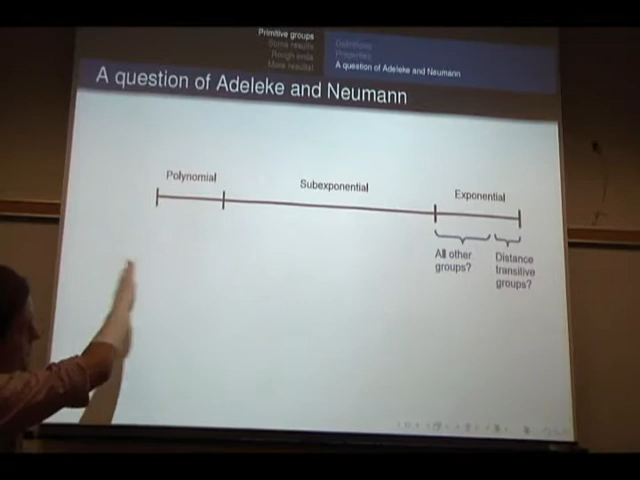 Primitive groups
Some results
Rough ends
More results!
Definitions
Properties
A question of Adeleke and Neumann
A question of Adeleke and Neumann
Polynomial
Subexponential
Exponential
All other
groups?
Distance
transitive
groups?